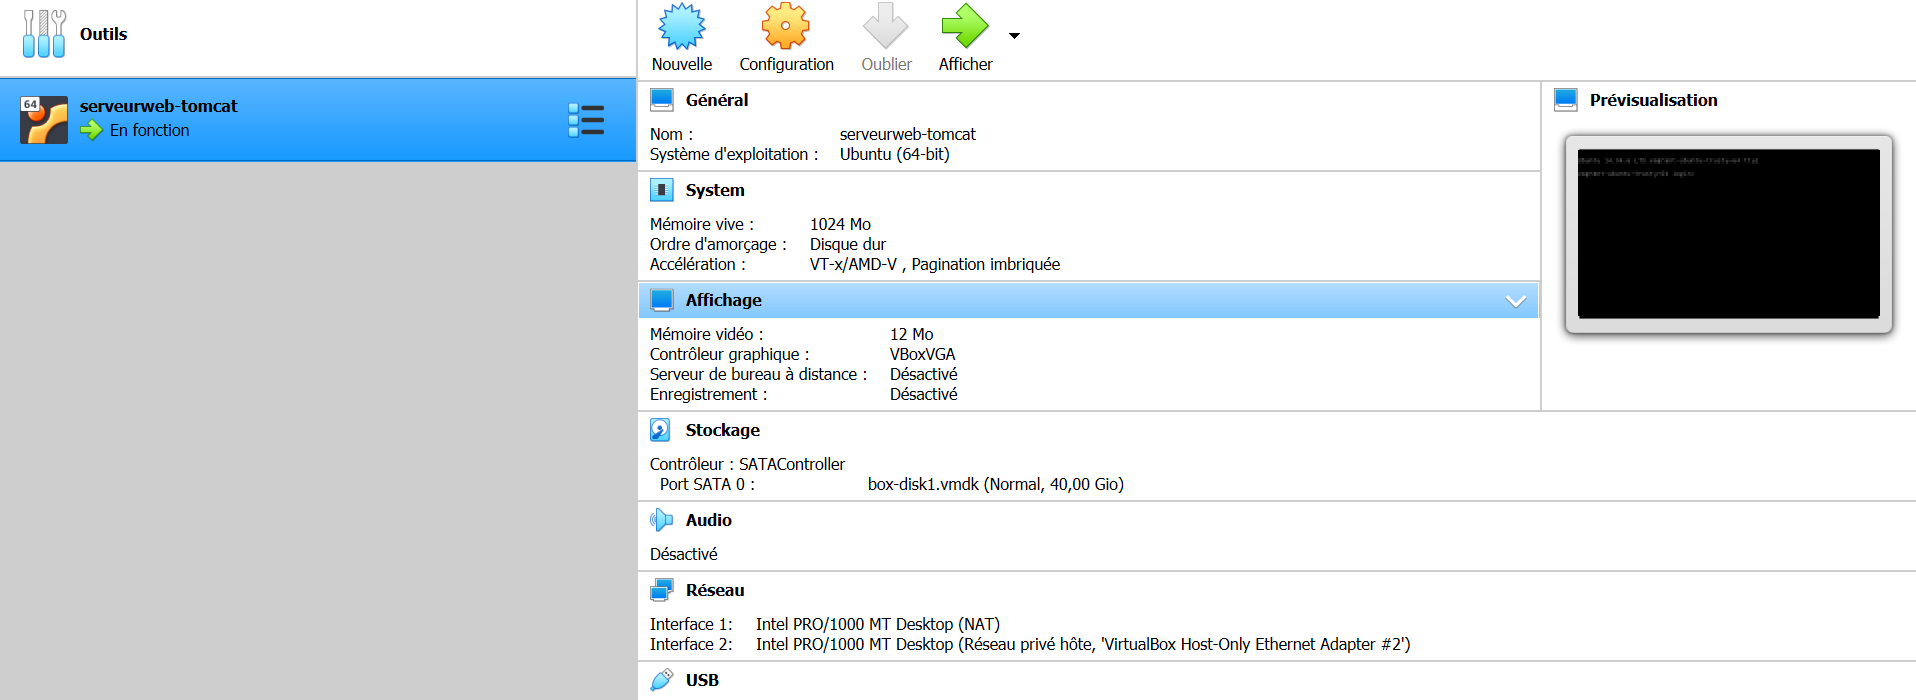 Outils
64
serveurweb-tomcat
En fonction
Nouvelle
Configuration
Oublier
Afficher
Général
Nom :
serveurweb-tomcat
Système d'exploitation :
Ubuntu (64-bit)
System
Mémoire vive :
1024 Mo
Ordre d'amorçage :
Disque dur
Accélération :
VT-x/AMD-V , Pagination imbriquée
Affichage
Mémoire vidéo :
12 Mo
Contrôleur graphique :
VBoxVGA
Serveur de bureau à distance :
Désactivé
Enregistrement :
Désactivé
Prévisualisation
Stockage
Contrôleur : SATAController
Port SATA 0 :
box-disk1.vmdk (Normal, 40,00 Gio)
Audio
Désactivé
Réseau
Interface 1:
Intel PRO/1000 MT Desktop (NAT)
Interface 2:
Intel PRO/1000 MT Desktop (Réseau privé hôte, 'VirtualBox Host-Only Ethernet Adapter #2')
USB